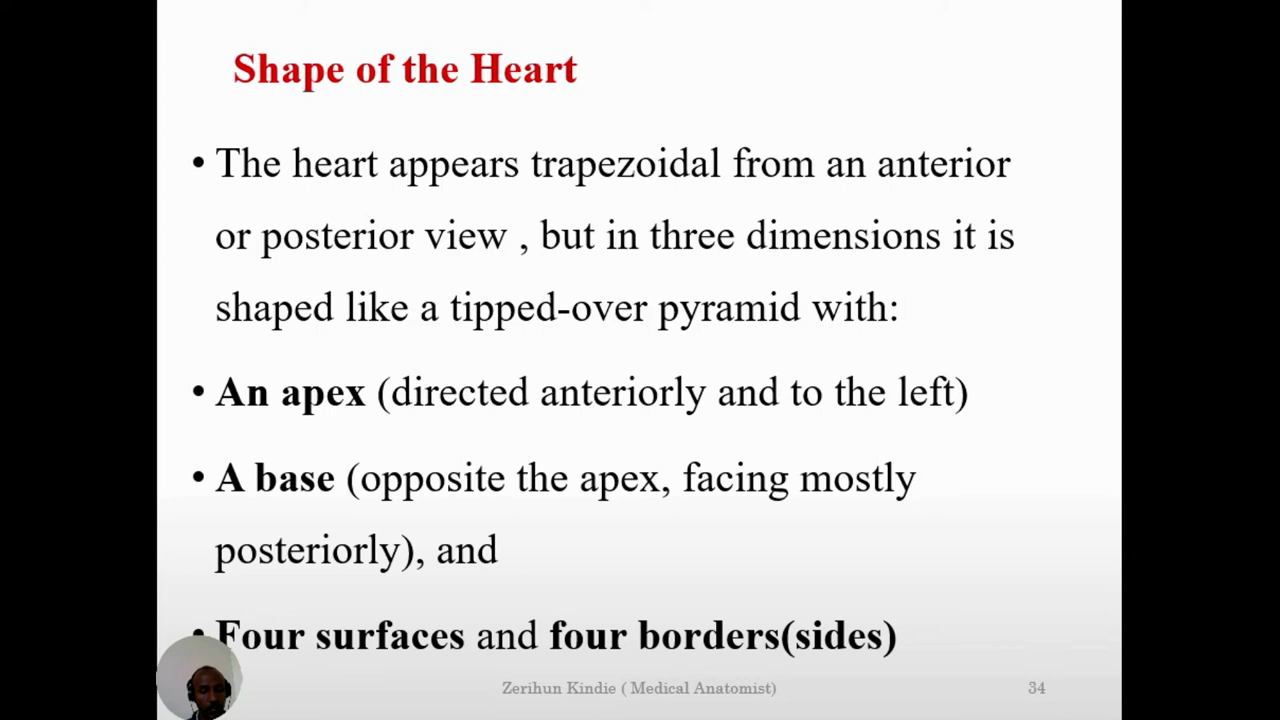 Shape of the Heart
• The heart appears trapezoidal from an anterior
or posterior view , but in three dimensions it is
shaped like a tipped-over pyramid with:
• An apex (directed anteriorly and to the left)
• A base (opposite the apex, facing mostly
posteriorly), and
• Four surfaces and four borders(sides)
Zerihun Kindie ( Medical Anatomist)
34